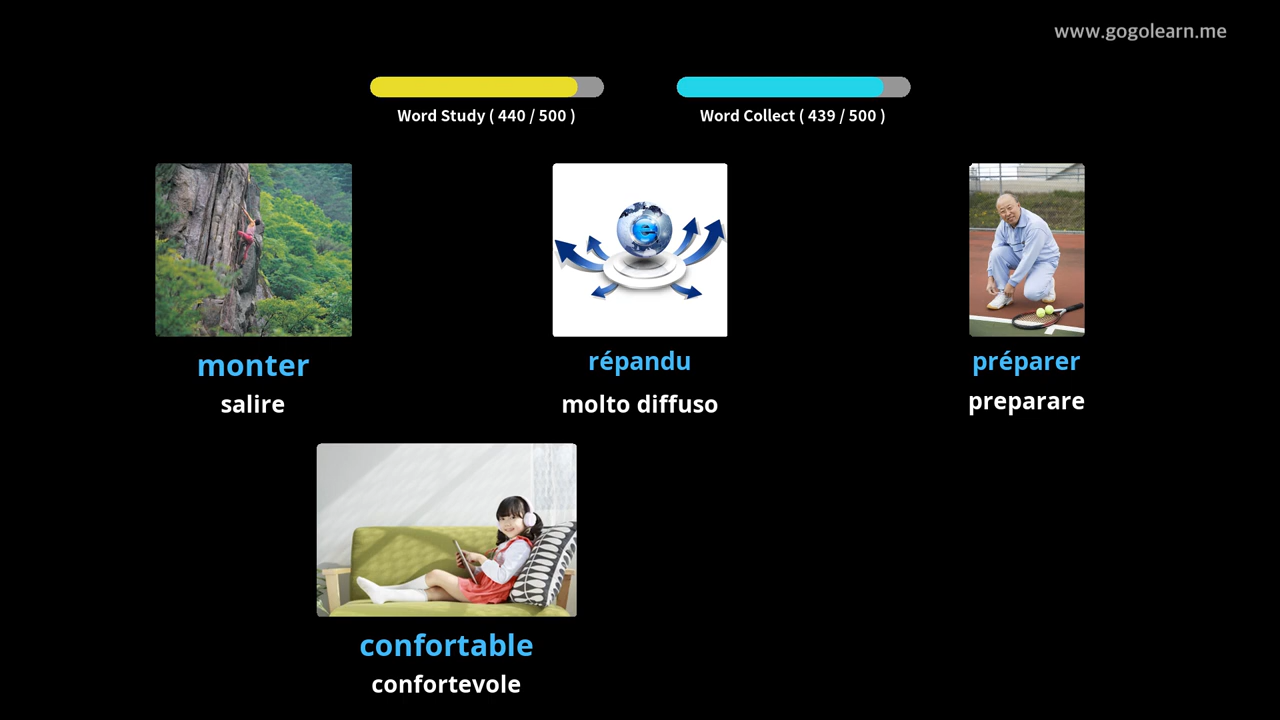 www.gogolearn.me
Word Study ( 440 / 500 )
Word Collect ( 439 / 500 )
monter
salire
répandu
molto diffuso
préparer
preparare
confortable
confortevole